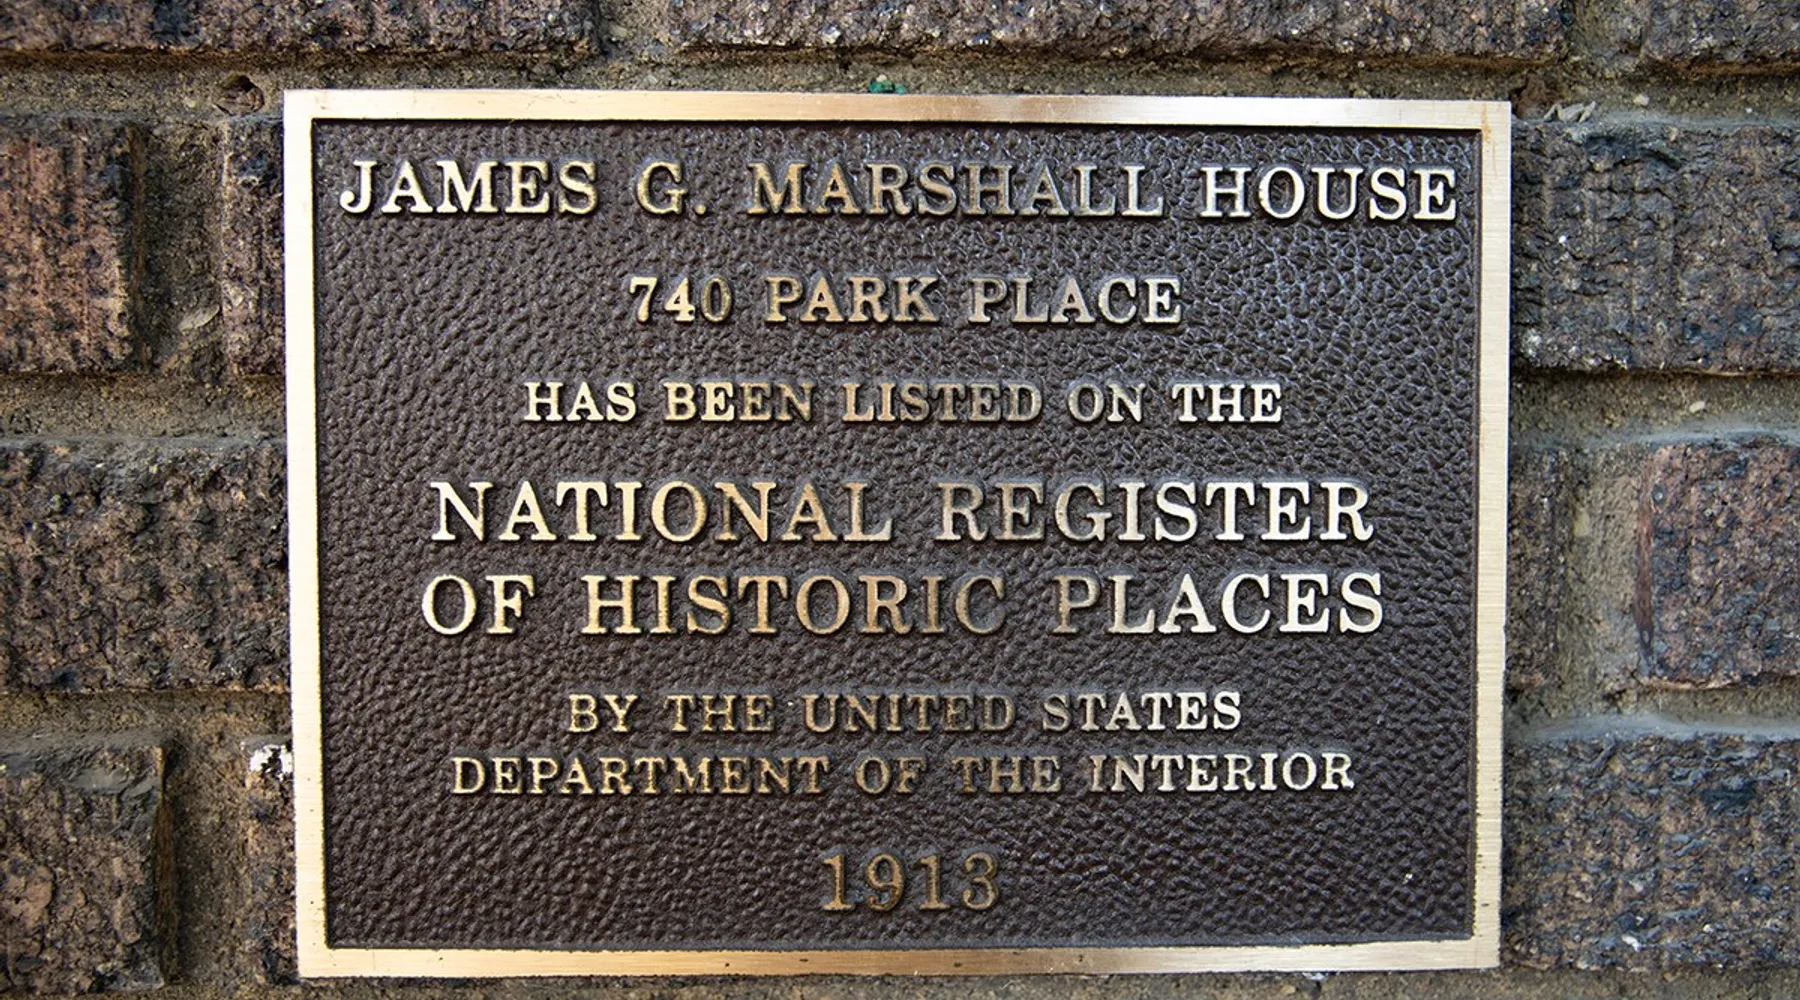 JAMES G. MARSHALL HOUSE
740 PARK PLACE
HAS BEEN LISTED ON THE
NATIONAL REGISTER
OF HISTORIC PLACES
BY THE UNITED STATES
DEPARTMENT OF THE INTERIOR
1913